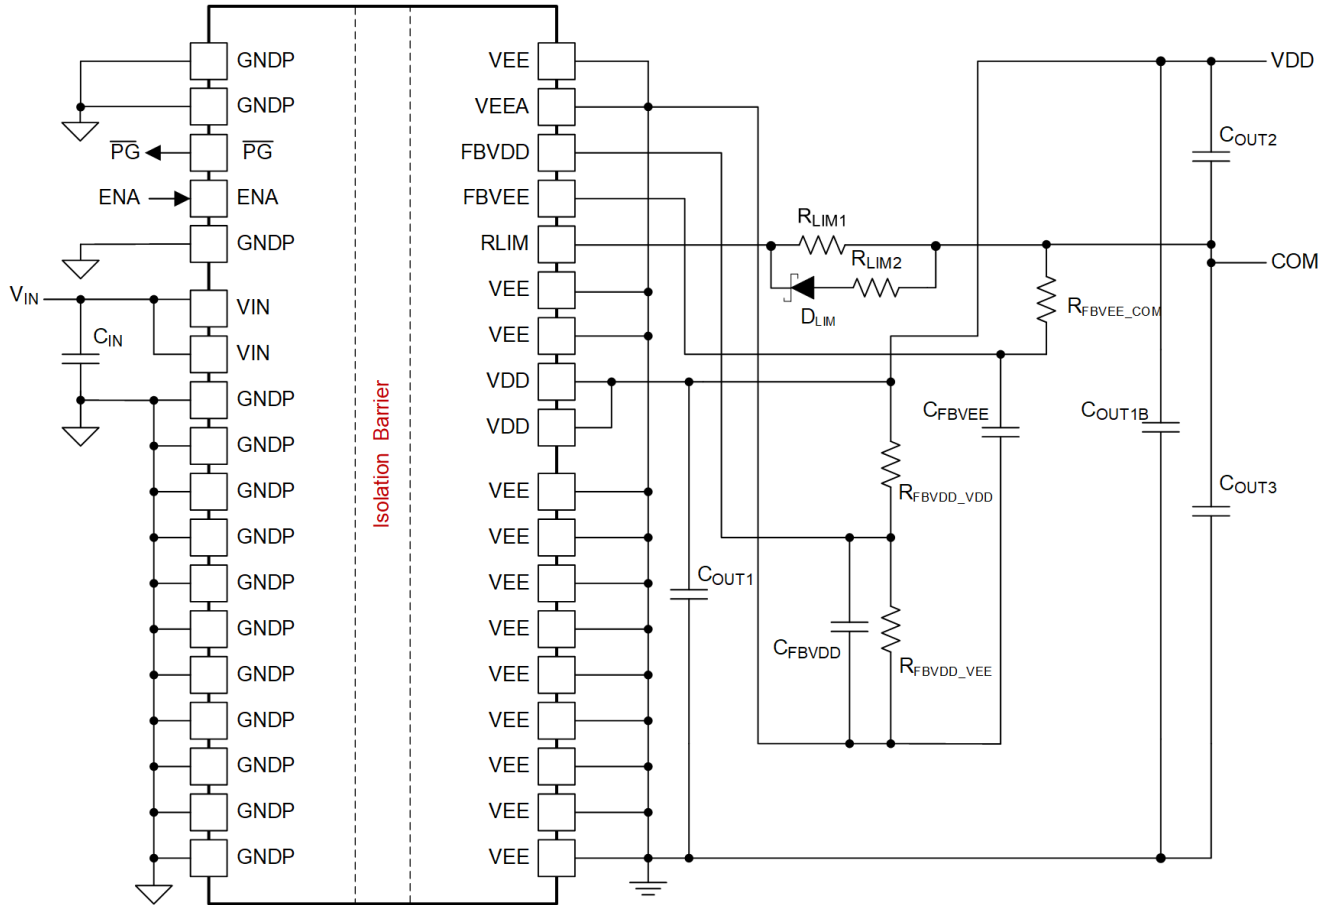 GNDP VEE VDD
GNDP VEEA
PG PG FBVDD COUT2
ENA ENA FBVEE
RLIM1
GNDP RLIM RLIM2 COM
VIN VIN VEE DLIM RFBVEE_COM
CIN VIN VEE
GNDP VDD CFBVEE COUT1B
GNDP VDD
Isolation Barrier
GNDP VEE RFBVDD_VDD COUT3
GNDP VEE
GNDP VEE COUT1
GNDP VEE CFBVDD
GNDP VEE RFBVDD_VEE
GNDP VEE
GNDP VEE
GNDP VEE
GNDP VEE